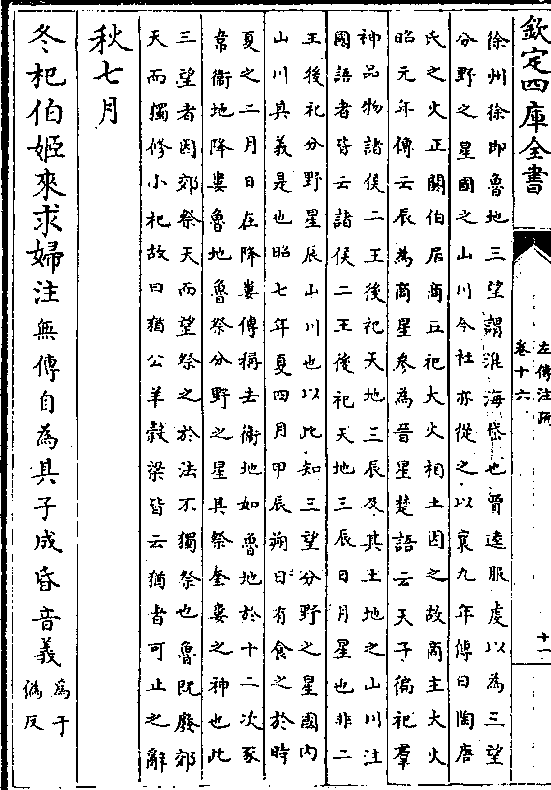 欽定四庫全書
左傳注疏
卷十六
十一
徐州徐即魯地三望謂淮海岱也賈逵服虔以為三望
分野之星國之山川今社亦從之以襄九年傳曰陶唐
氏之火正閼伯居商丘祀大火相土因之故商主大火
昭元年傳云辰為商星參為晉星楚語云天子徧祀羣
神品物諸侯二王後祀天地三辰及其土地之山川注
國語者皆云諸侯二王後祀天地三辰日月星也非二
王後祀分野星辰山川也以此知三望分野之星國内
山川其義是也昭七年夏四月甲辰朔日有食之於時
夏之二月日在降婁傳稱去衛地如魯地於十二次豕
韋衛地降婁魯地魯祭分野之星其祭奎婁之神也此
三望者因郊祭天而望祭之於法不獨祭也魯既廢郊
天而獨修小祀故曰猶公羊穀梁皆云猶者可止之辭
秋七月
冬杞伯姬來求婦注無傳自為其子成昏音義
為于
偽反